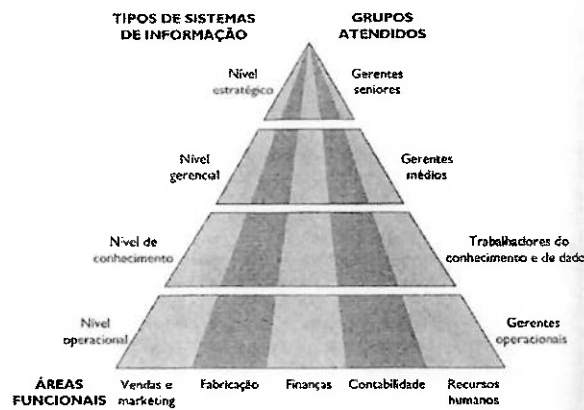 TIPOS DE SISTEMAS
DE INFORMAÇÃO
GRUPOS
ATENDIDOS
Nível
estratégico
Gerentes
seniores
Nível
gerencial
Gerentes
médios
Nível de
conhecimento
Trabalhadores do
conhecimento e de dado
Nível
operacional
Gerentes
operacionais
ÁREAS
FUNCIONAIS
Vendas e
marketing
Fabricação
Finanças
Contabilidade
Recursos
humanos